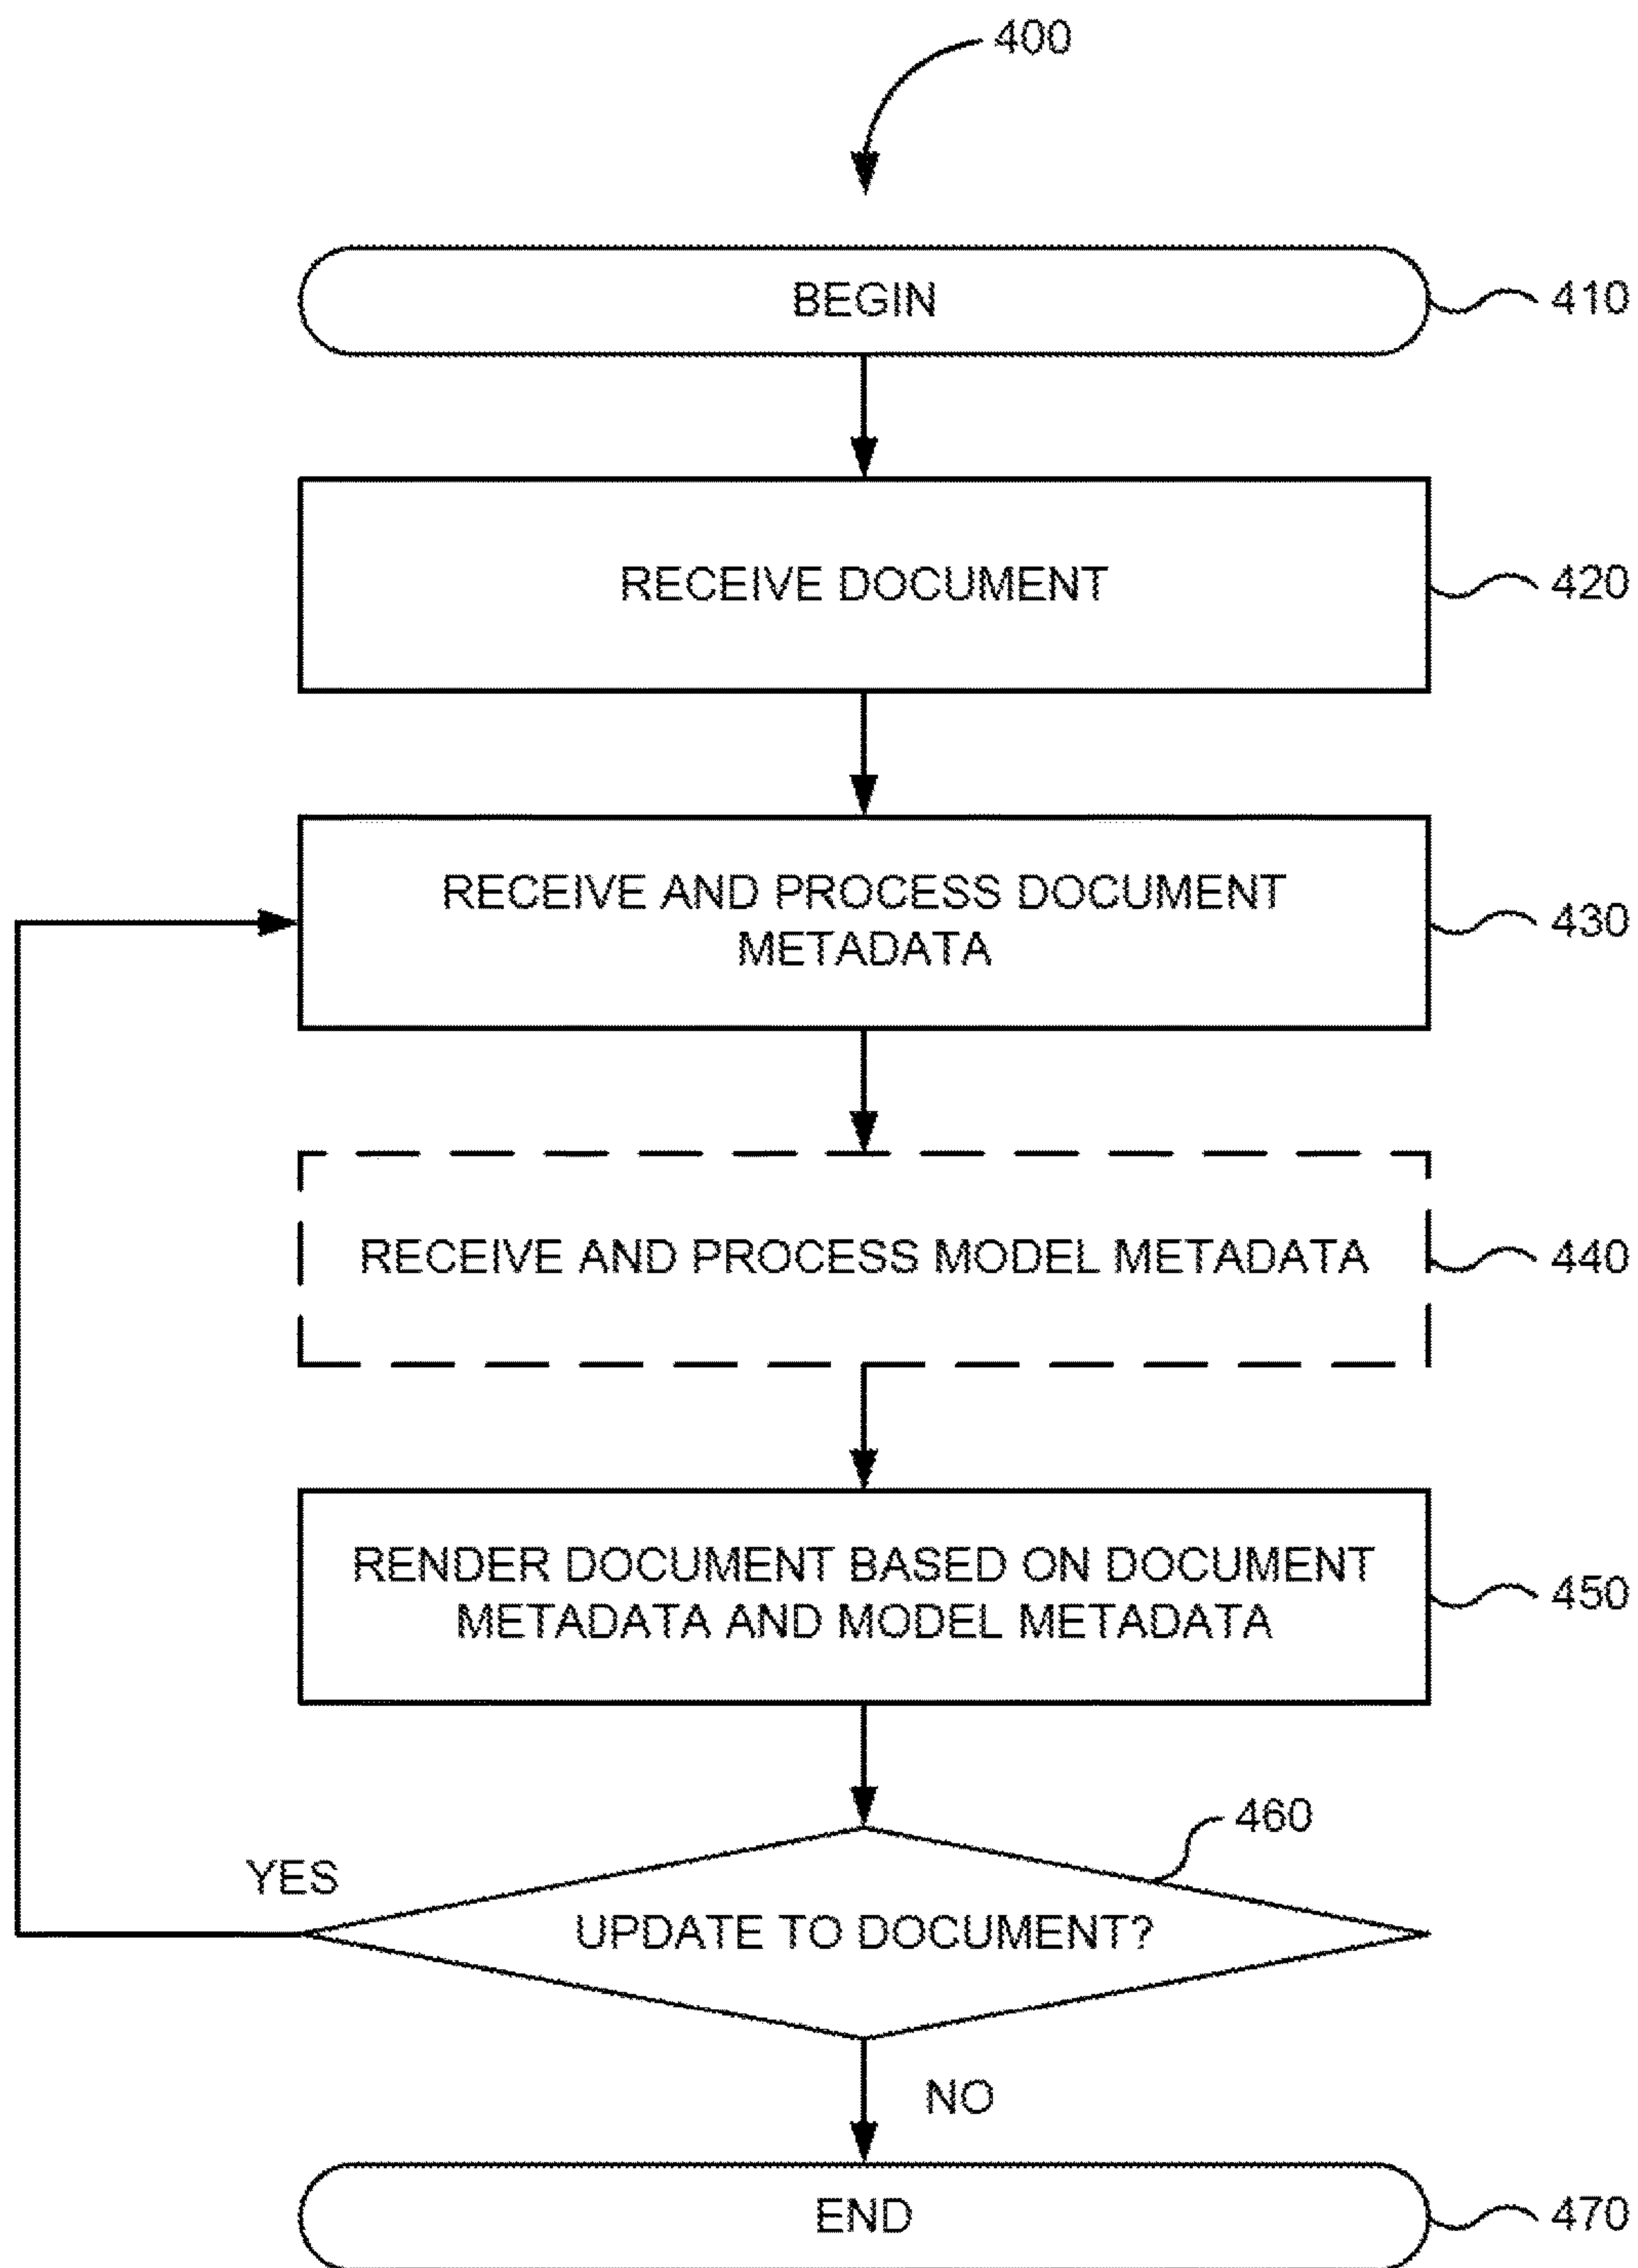 400
BEGIN
410
RECEIVE DOCUMENT
420
RECEIVE AND PROCESS DOCUMENT
METADATA
430
RECEIVE AND PROCESS MODEL METADATA
440
RENDER DOCUMENT BASED ON DOCUMENT
METADATA AND MODEL METADATA
450
460
YES
UPDATE TO DOCUMENT?
NO
END
470